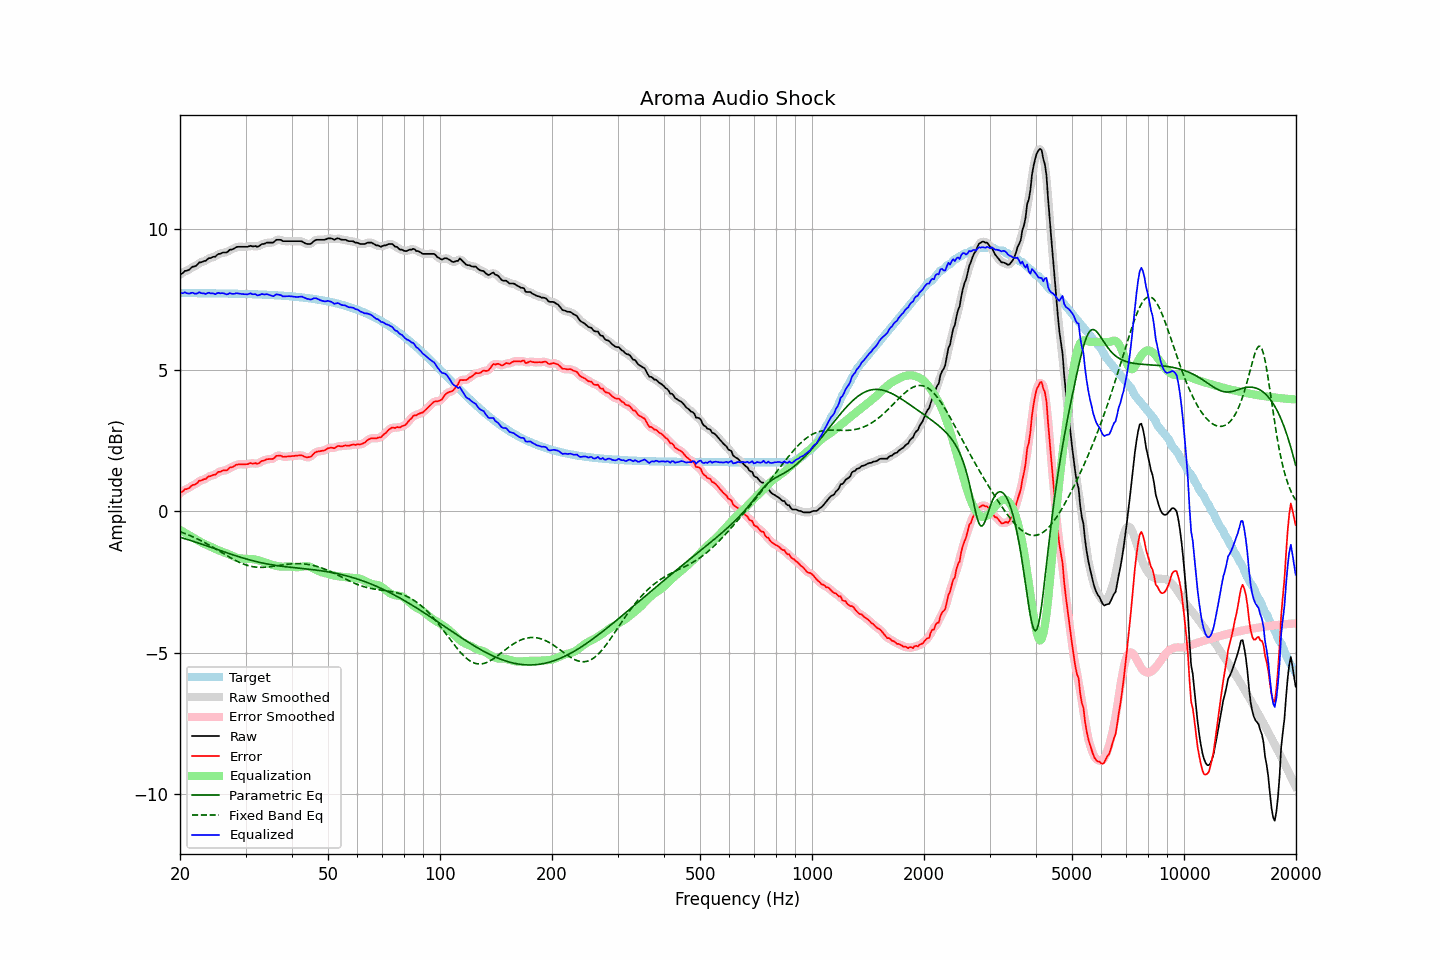 Aroma Audio Shock
Amplitude (dBr)
10
5
0
−5
−10
Target
Raw Smoothed
Error Smoothed
Raw
Error
Equalization
Parametric Eq
Fixed Band Eq
Equalized
20 50 100 200 500 1000 2000 5000 10000 20000
Frequency (Hz)